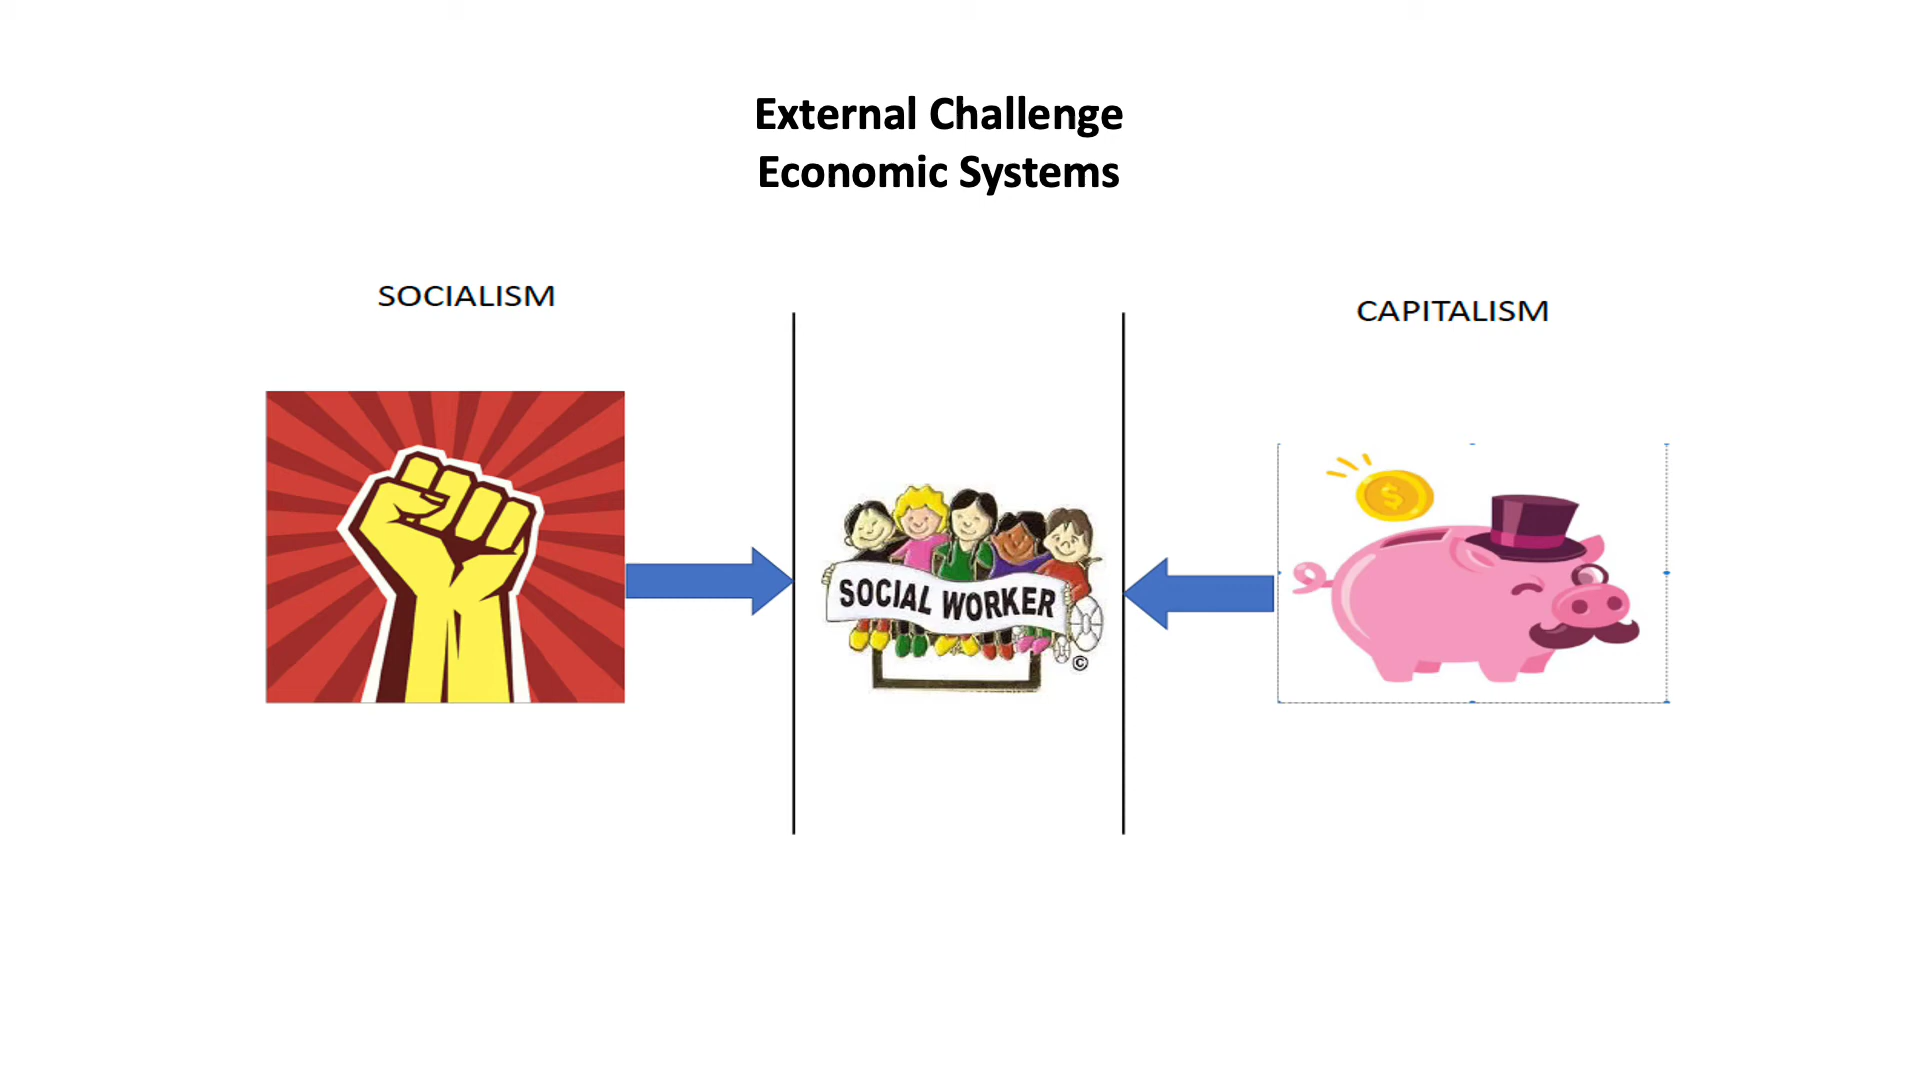 External Challenge
Economic Systems
SOCIALISM
CAPITALISM
$
SOCIAL WORKER
©